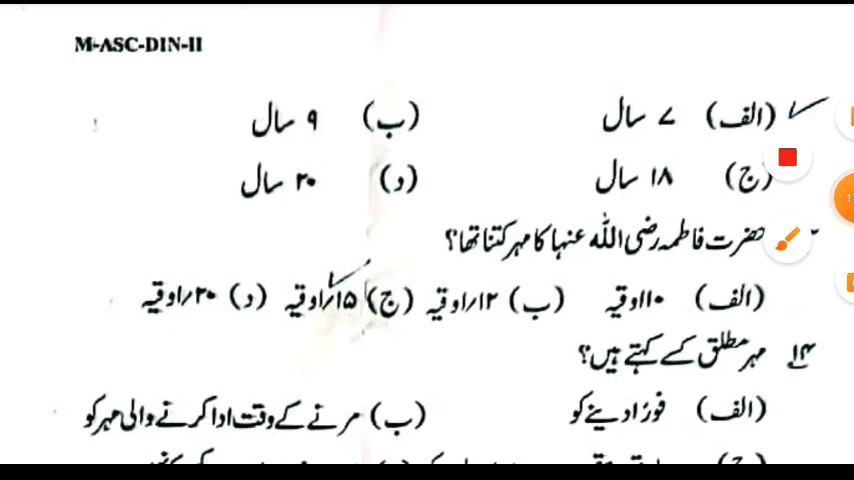 M-ASC-DIN-II
(الف) ۷ سال (ب) ۹ سال
(ج) ۱۸ سال (د) ۲۰ سال
حضرت فاطمہ رضی اللہ عنہا کا مہر کتنا تھا؟
(الف) ۱۰ اوقیہ (ب) ۱۲/اوقیہ (ج) ۱۵/اوقیہ (د) ۲۰/اوقیہ
۱۴ مہر مطلق کسے کہتے ہیں؟
(الف) فوراً دینے کو (ب) مرنے کے وقت ادا کرنے والی مہر کو